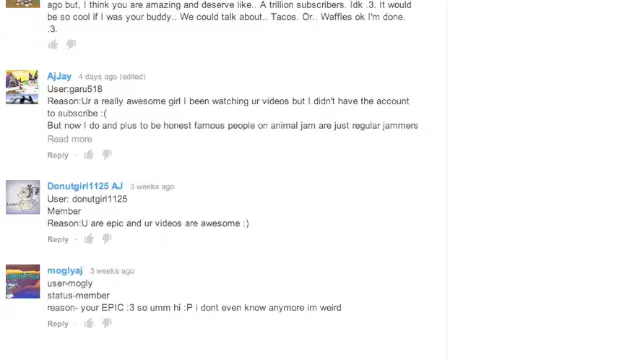 ago but, I think you are amazing and deserve like.. A trillion subscribers. Idk .3. It would
be so cool if I was your buddy.. We could talk about.. Tacos. Or.. Waffles ok I'm done.
.3.
AjJay 4 days ago (edited)
User:garu518
Reason:Ur a really awesome girl I been watching ur videos but I didn't have the account
to subscribe :(
But now I do and plus to be honest famous people on animal jam are just regular jammers
Read more
Reply ·
Donutgirl1125 AJ 3 weeks ago
User: donutgirl1125
Member
Reason:U are epic and ur videos are awesome :)
Reply ·
moglyaj 3 weeks ago
user-mogly
status-member
reason- your EPIC :3 so umm hi :P i dont even know anymore im weird
Reply ·